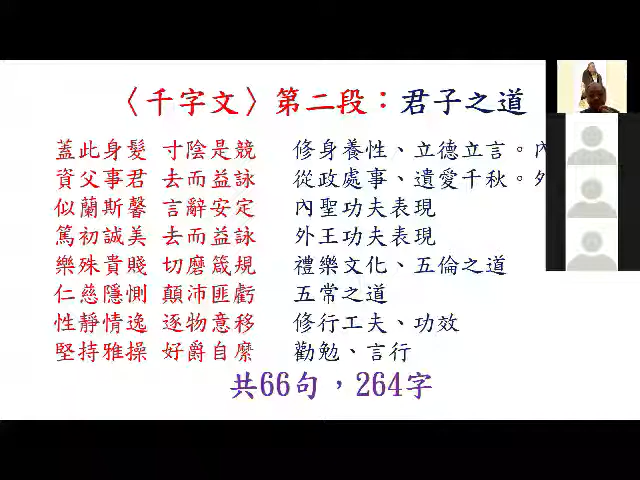 〈千字文〉第二段：君子之道
蓋此身髮 寸陰是競 修身養性、立德立言。內
資父事君 去而益詠 從政處事、遺愛千秋。外
似蘭斯馨 言辭安定 內聖功夫表現
篤初誠美 去而益詠 外王功夫表現
樂殊貴賤 切磨箴規 禮樂文化、五倫之道
仁慈隱惻 顛沛匪虧 五常之道
性靜情逸 逐物意移 修行工夫、功效
堅持雅操 好爵自縻 勸勉、言行
共66句，264字